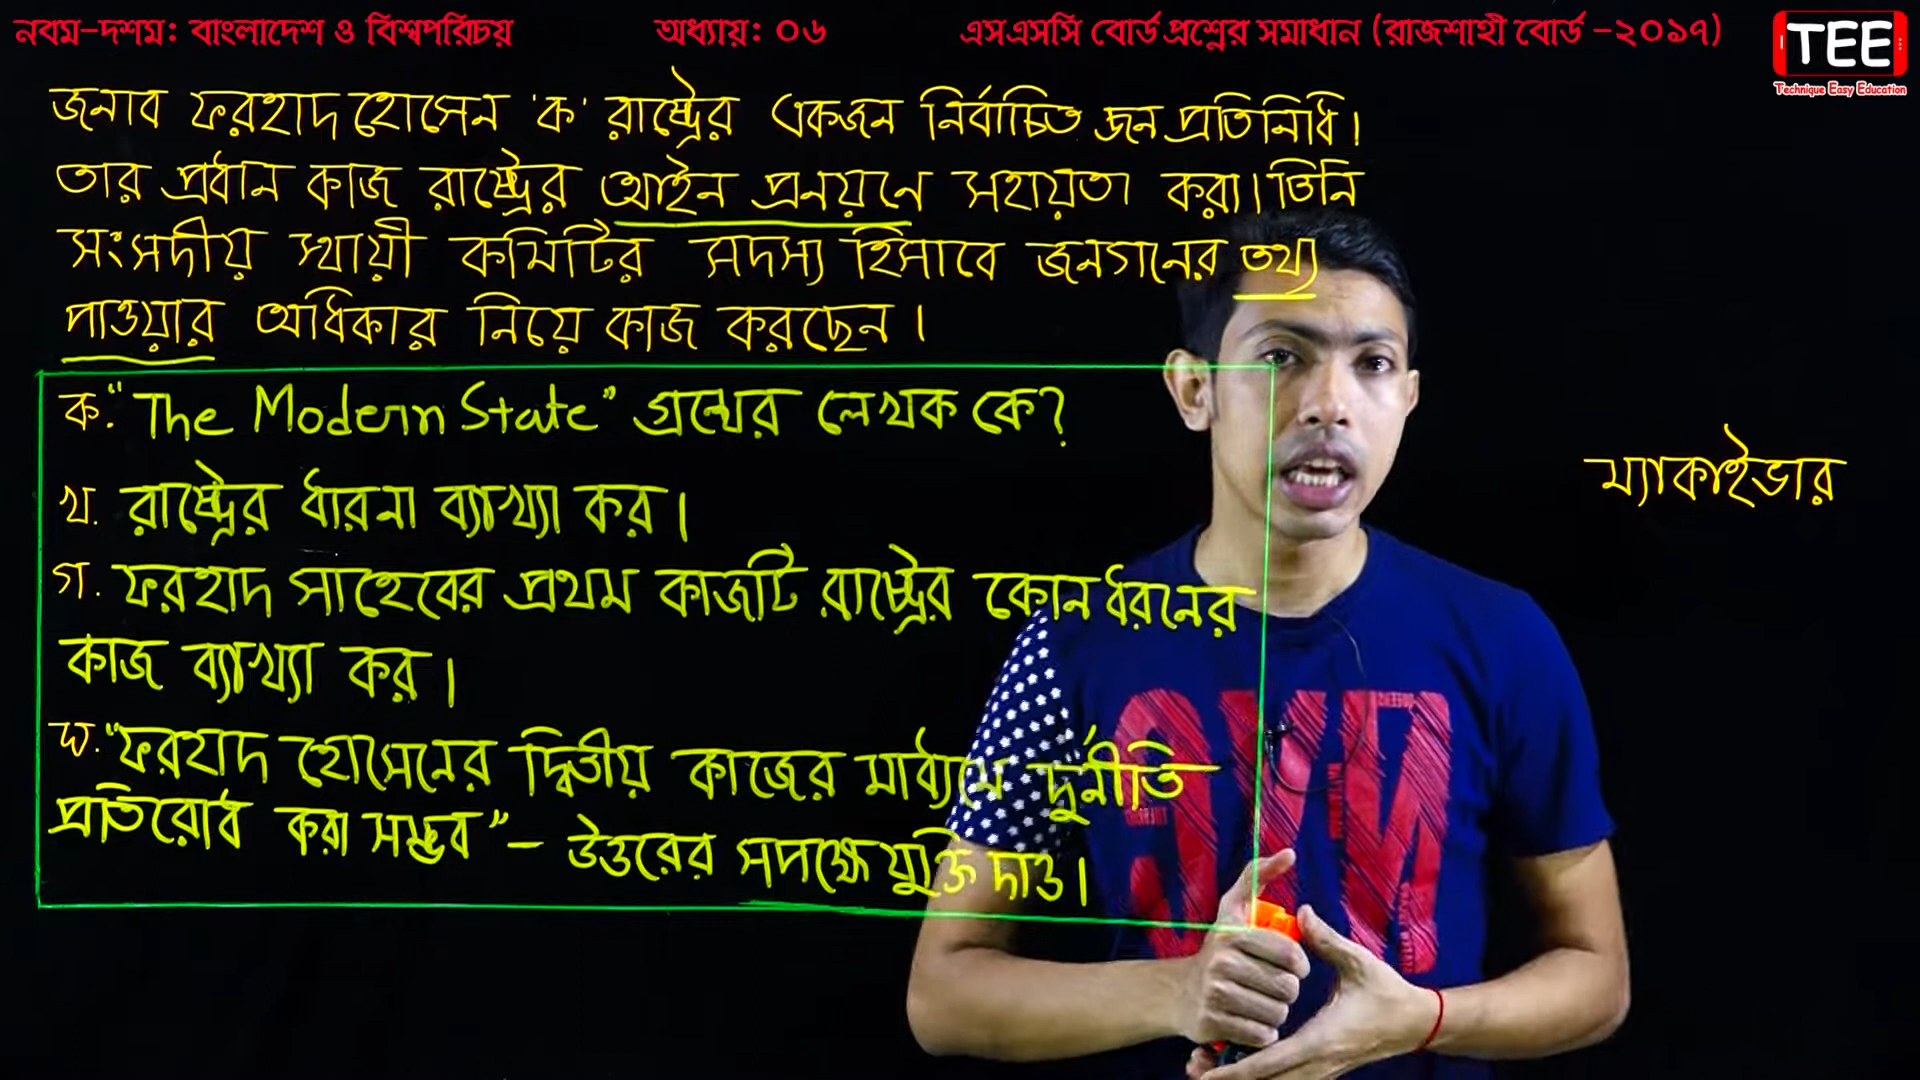 নবম-দশম: বাংলাদেশ ও বিশ্বপরিচয় অধ্যায়: ০৬ এসএসসি বোর্ড প্রশ্নের সমাধান (রাজশাহী বোর্ড -২০১৭)
TEE
Technique Easy Education
জনাব ফরহাদ হোসেন 'ক' রাষ্ট্রের একজন নির্বাচিত জন প্রতিনিধি।
তার প্রধান কাজ রাষ্ট্রের আইন প্রনয়নে সহায়তা করা। তিনি
সংসদীয় স্থায়ী কমিটির সদস্য হিসাবে জনগনের তথ্য
পাওয়ার অধিকার নিয়ে কাজ করছেন।
ক. "The Modern State" গ্রন্থের লেখক কে?
ম্যাকাইভার
খ. রাষ্ট্রের ধারনা ব্যাখ্যা কর।
গ. ফরহাদ সাহেবের প্রথম কাজটি রাষ্ট্রের কোন ধরনের
কাজ ব্যাখ্যা কর।
ঘ. "ফরহাদ হোসেনের দ্বিতীয় কাজের মাধ্যমে দুর্নীতি
প্রতিরোধ করা সম্ভব" – উত্তরের সপক্ষে যুক্তি দাও।